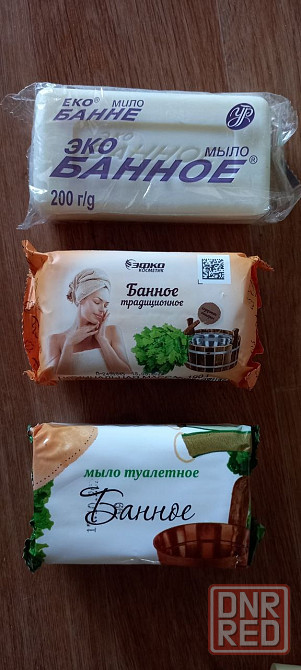 ЕКО® МИЛО
БАННЕ
ЭКО МЫЛО
БАННОЕ®
200 г/g
ЭФКО
КОСМЕТИК
Банное
традиционное
мыло туалетное
Банное
DNR
RED